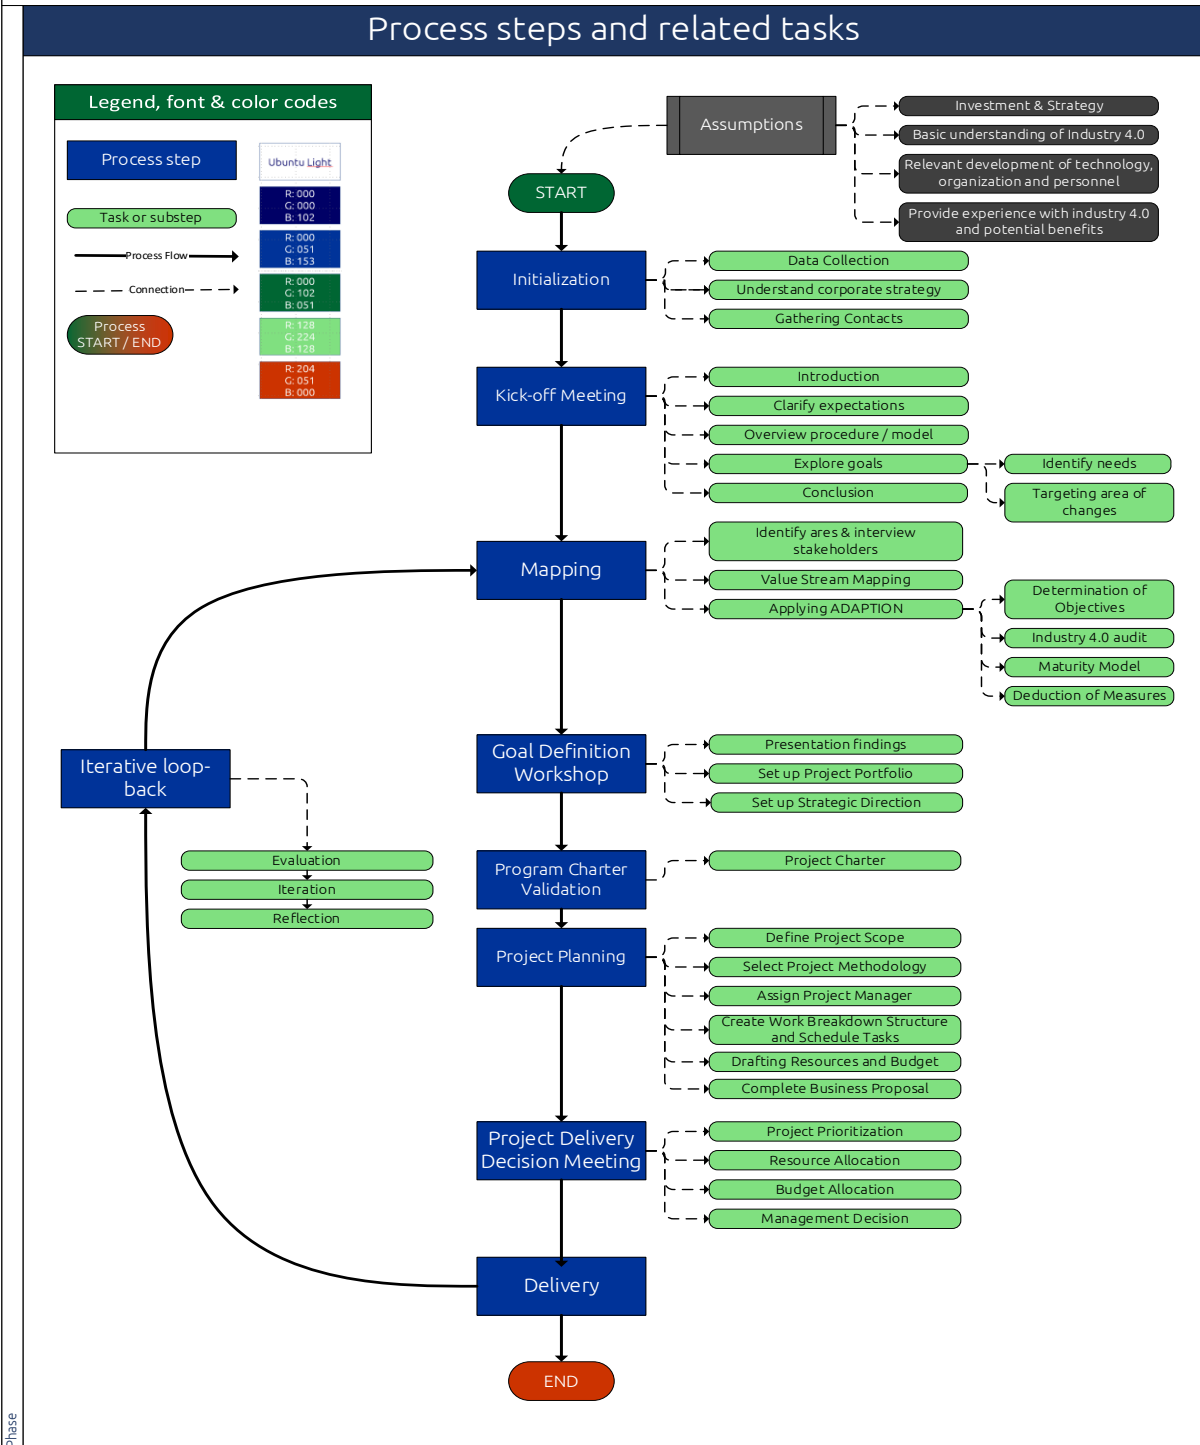 Process steps and related tasks
Legend, font & color codes
Process step
Ubuntu Light
R: 000
G: 000
B: 102
Task or substep
R: 000
G: 051
B: 153
Process Flow
R: 000
G: 102
B: 051
Connection
Process
START / END
R: 128
G: 224
B: 128
R: 204
G: 051
B: 000
Assumptions
Investment & Strategy
Basic understanding of Industry 4.0
Relevant development of technology,
organization and personnel
Provide experience with industry 4.0
and potential benefits
START
Initialization
Data Collection
Understand corporate strategy
Gathering Contacts
Kick-off Meeting
Introduction
Clarify expectations
Overview procedure / model
Explore goals
Identify needs
Targeting area of
changes
Conclusion
Mapping
Identify ares & interview
stakeholders
Value Stream Mapping
Applying ADAPTION
Determination of
Objectives
Industry 4.0 audit
Maturity Model
Deduction of Measures
Goal Definition
Workshop
Presentation findings
Set up Project Portfolio
Set up Strategic Direction
Iterative loop-
back
Evaluation
Iteration
Reflection
Program Charter
Validation
Project Charter
Project Planning
Define Project Scope
Select Project Methodology
Assign Project Manager
Create Work Breakdown Structure
and Schedule Tasks
Drafting Resources and Budget
Complete Business Proposal
Project Delivery
Decision Meeting
Project Prioritization
Resource Allocation
Budget Allocation
Management Decision
Delivery
END
Phase